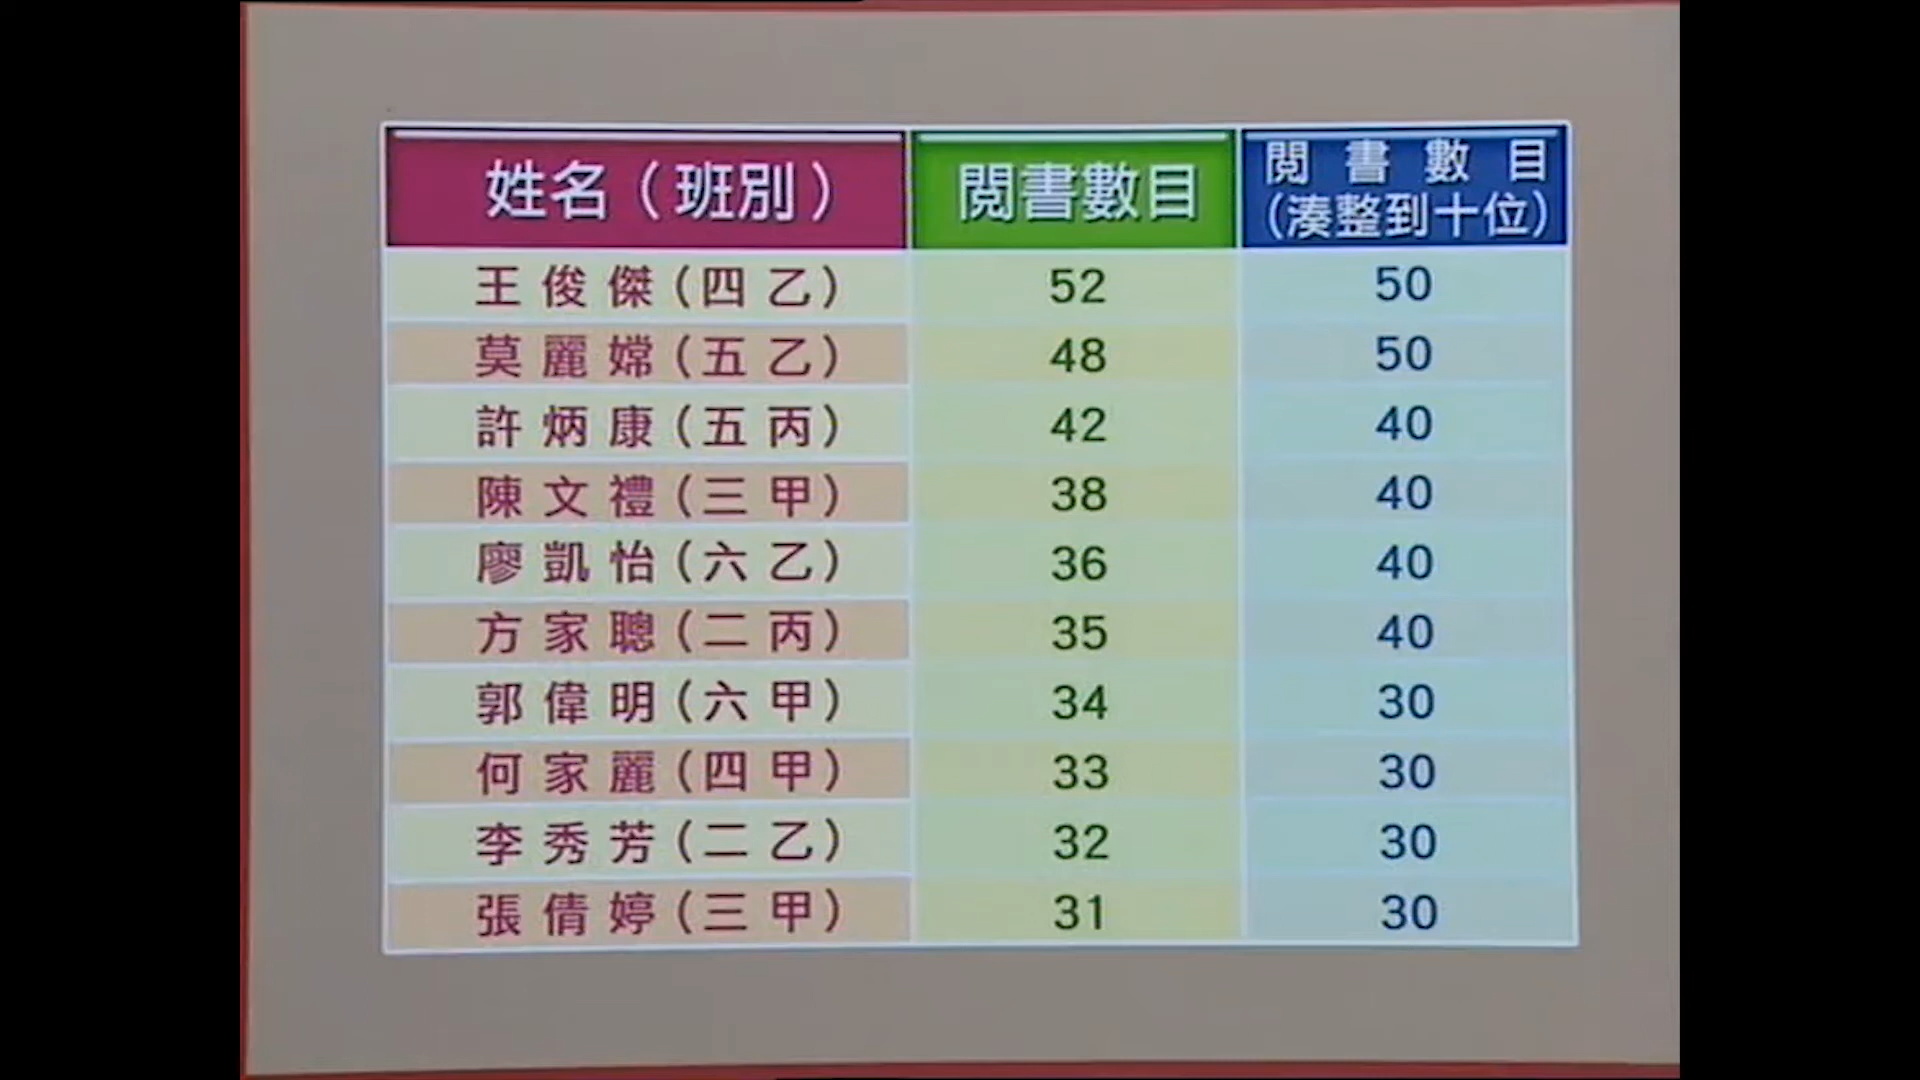 姓名（班別） 閱書數目 閱書數目（湊整到十位）
王俊傑（四乙） 52 50
莫麗嫦（五乙） 48 50
許炳康（五丙） 42 40
陳文禮（三甲） 38 40
廖凱怡（六乙） 36 40
方家聰（二丙） 35 40
郭偉明（六甲） 34 30
何家麗（四甲） 33 30
李秀芳（二乙） 32 30
張倩婷（三甲） 31 30